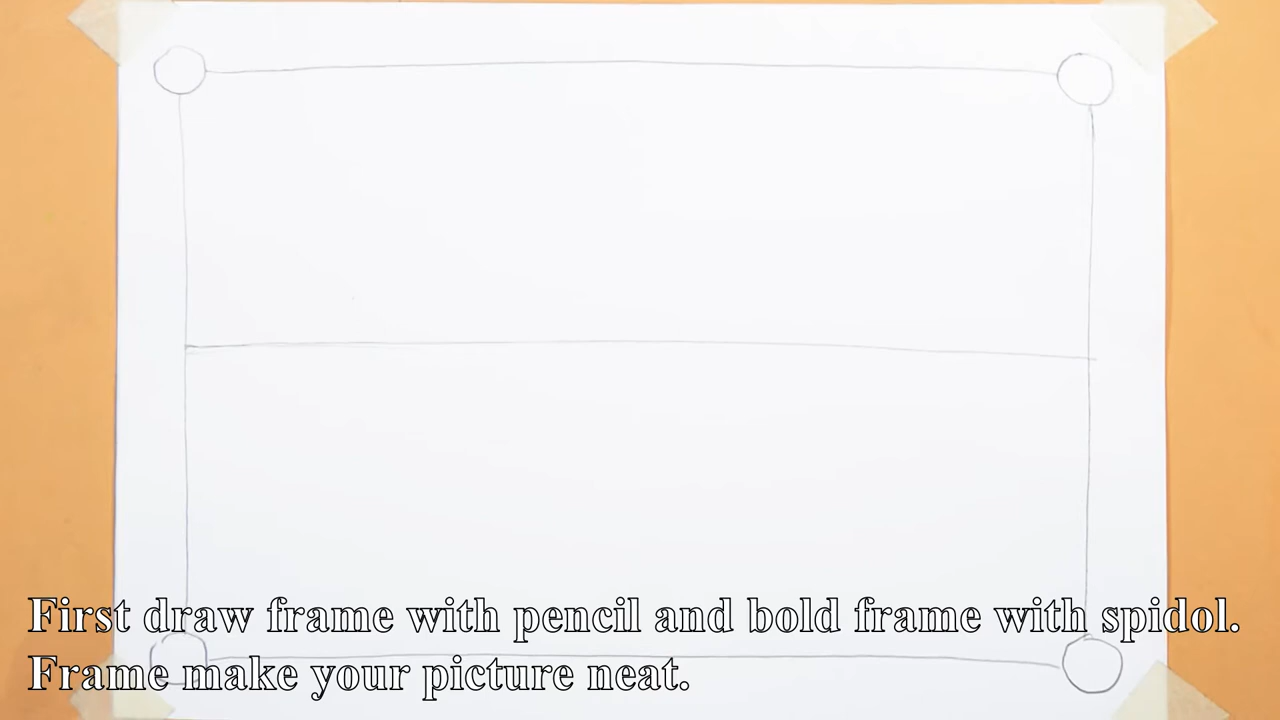 First draw frame with pencil and bold frame with spidol.
Frame make your picture neat.